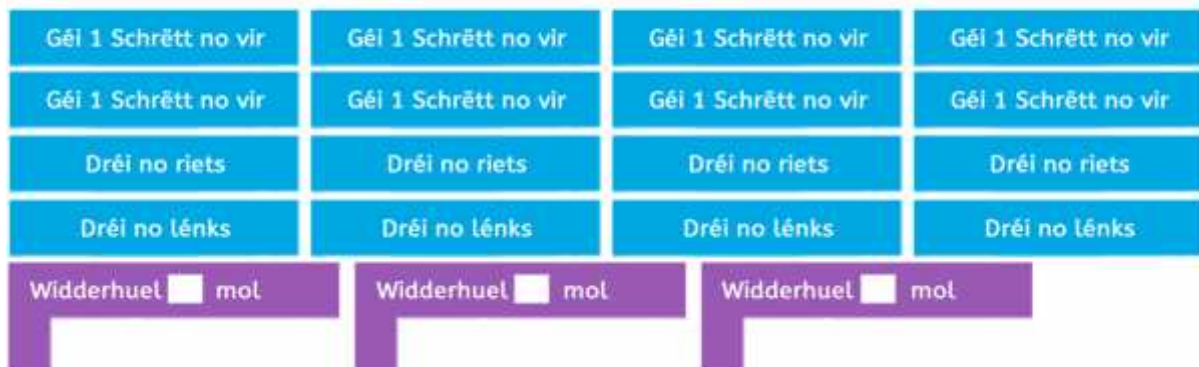 Géi 1 Schrëtt no vir Géi 1 Schrëtt no vir Géi 1 Schrëtt no vir Géi 1 Schrëtt no vir
Géi 1 Schrëtt no vir Géi 1 Schrëtt no vir Géi 1 Schrëtt no vir Géi 1 Schrëtt no vir
Dréi no riets Dréi no riets Dréi no riets Dréi no riets
Dréi no lénks Dréi no lénks Dréi no lénks Dréi no lénks
Widderhuel mol Widderhuel mol Widderhuel mol